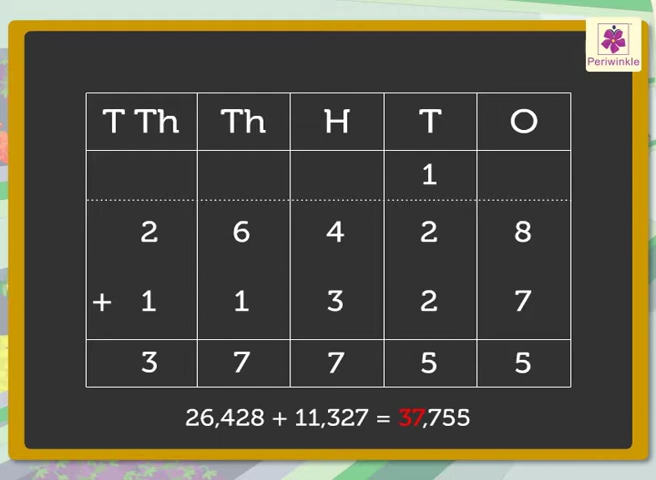 Periwinkle
T Th Th H T O
1
2 6 4 2 8
+ 1 1 3 2 7
3 7 7 5 5
26,428 + 11,327 = 37,755